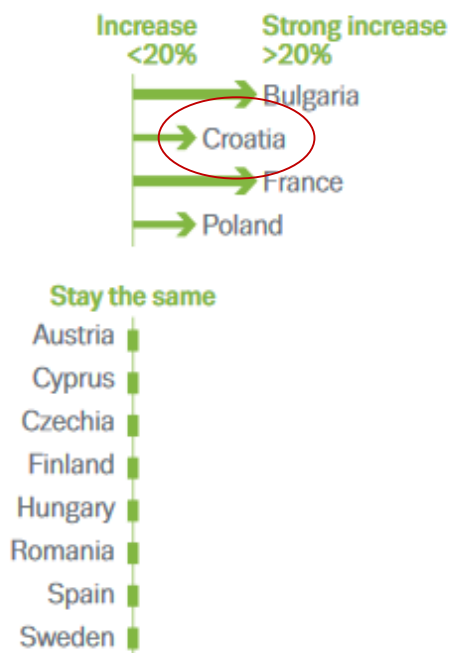 Increase Strong increase
<20% >20%
Bulgaria
Croatia
France
Poland
Stay the same
Austria
Cyprus
Czechia
Finland
Hungary
Romania
Spain
Sweden